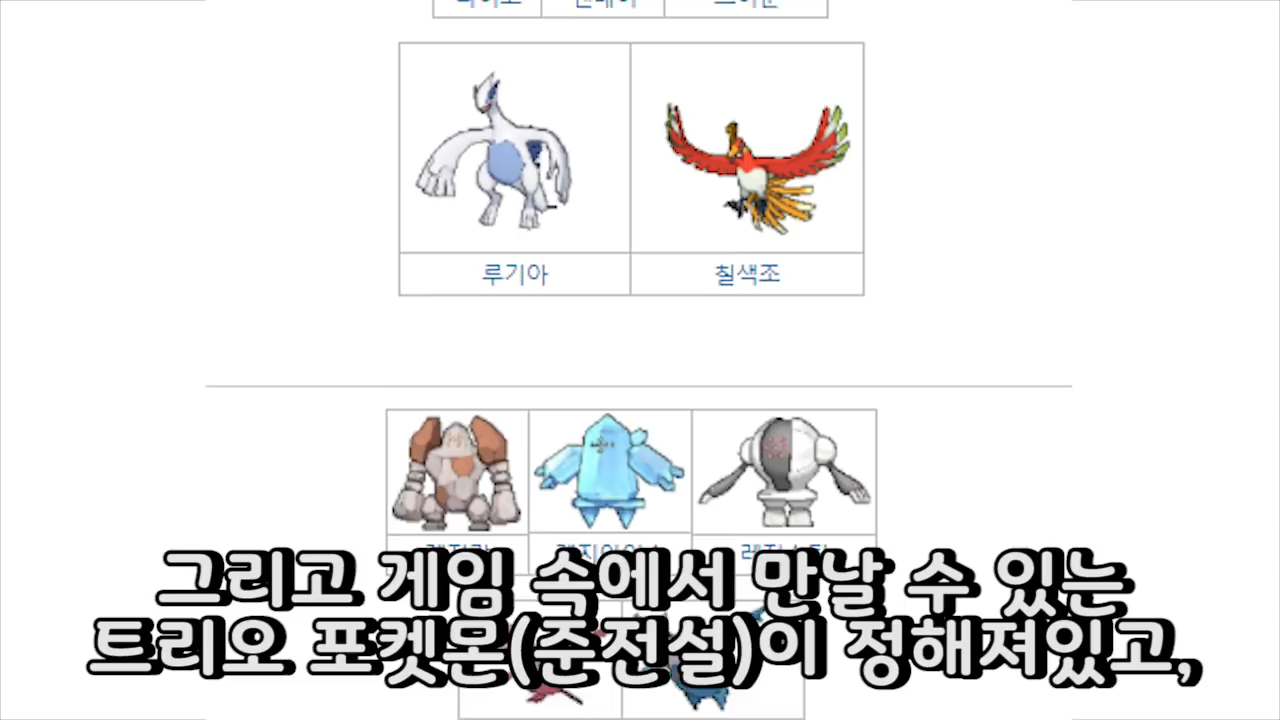 루기아
칠색조
그리고 게임 속에서 만날 수 있는
트리오 포켓몬(준전설)이 정해져있고,